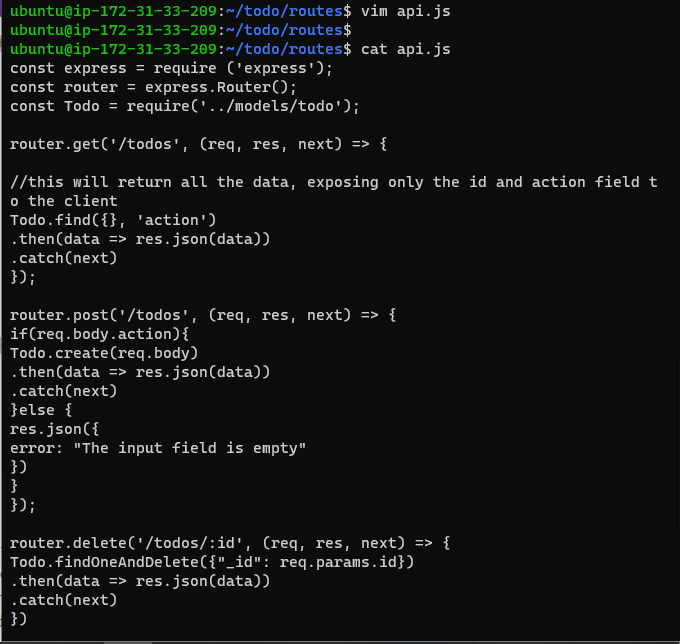 ubuntu@ip-172-31-33-209:~/todo/routes$ vim api.js
ubuntu@ip-172-31-33-209:~/todo/routes$
ubuntu@ip-172-31-33-209:~/todo/routes$ cat api.js
const express = require ('express');
const router = express.Router();
const Todo = require('../models/todo');

router.get('/todos', (req, res, next) => {

//this will return all the data, exposing only the id and action field t
o the client
Todo.find({}, 'action')
.then(data => res.json(data))
.catch(next)
});

router.post('/todos', (req, res, next) => {
if(req.body.action){
Todo.create(req.body)
.then(data => res.json(data))
.catch(next)
}else {
res.json({
error: "The input field is empty"
})
}
});

router.delete('/todos/:id', (req, res, next) => {
Todo.findOneAndDelete({"_id": req.params.id})
.then(data => res.json(data))
.catch(next)
})